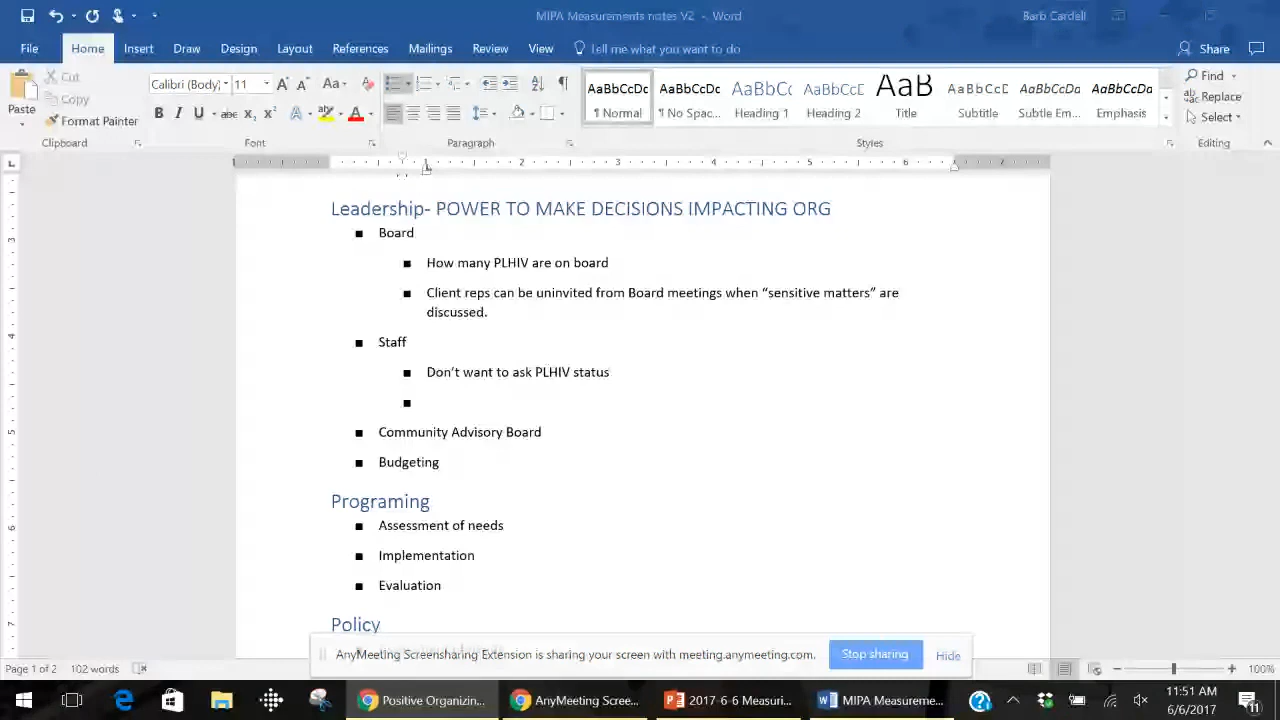 MIPA Measurements notes V2 - Word
Barb Cardell
File Home Insert Draw Design Layout References Mailings Review View Tell me what you want to do Share
Paste
Cut
Copy
Format Painter
Calibri (Body) 11
AaBbCcDc AaBbCcDc AaBbCc AaBbCcD AaB AaBbCcD AaBbCcDa AaBbCcDa
¶ Normal ¶ No Spac... Heading 1 Heading 2 Title Subtitle Subtle Em... Emphasis
Find
Replace
Select
Clipboard Font Paragraph Styles Editing
Leadership- POWER TO MAKE DECISIONS IMPACTING ORG
■ Board
■ How many PLHIV are on board
■ Client reps can be uninvited from Board meetings when “sensitive matters” are
discussed.
■ Staff
■ Don’t want to ask PLHIV status
■
■ Community Advisory Board
■ Budgeting
Programing
■ Assessment of needs
■ Implementation
■ Evaluation
Policy
AnyMeeting Screensharing Extension is sharing your screen with meeting.anymeeting.com. Stop sharing Hide
Page 1 of 2 102 words 100%
Positive Organizin... AnyMeeting Scree... 2017-6-6 Measuri... MIPA Measureme...
11:51 AM
6/6/2017